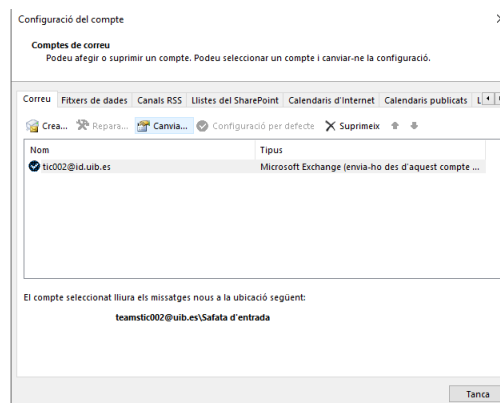 Configuració del compte
Comptes de correu
Podeu afegir o suprimir un compte. Podeu seleccionar un compte i canviar-ne la configuració.
Correu Fitxers de dades Canals RSS Llistes del SharePoint Calendaris d'Internet Calendaris publicats L
Crea... Repara... Canvia... Configuració per defecte Suprimeix
Nom Tipus
tic002@id.uib.es Microsoft Exchange (envia-ho des d'aquest compte ...
El compte seleccionat lliura els missatges nous a la ubicació següent:
teamstic002@uib.es\Safata d'entrada
Tanca